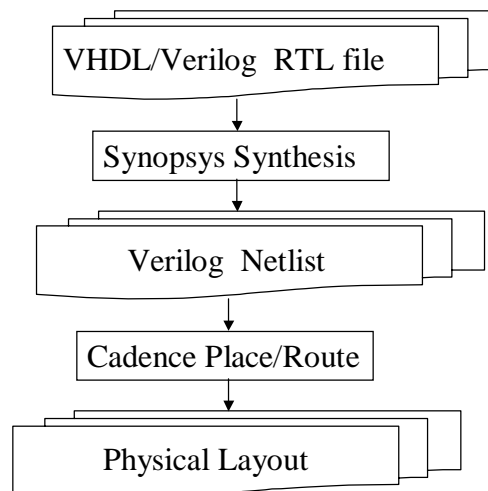 VHDL/Verilog RTL file
Synopsys Synthesis
Verilog Netlist
Cadence Place/Route
Physical Layout